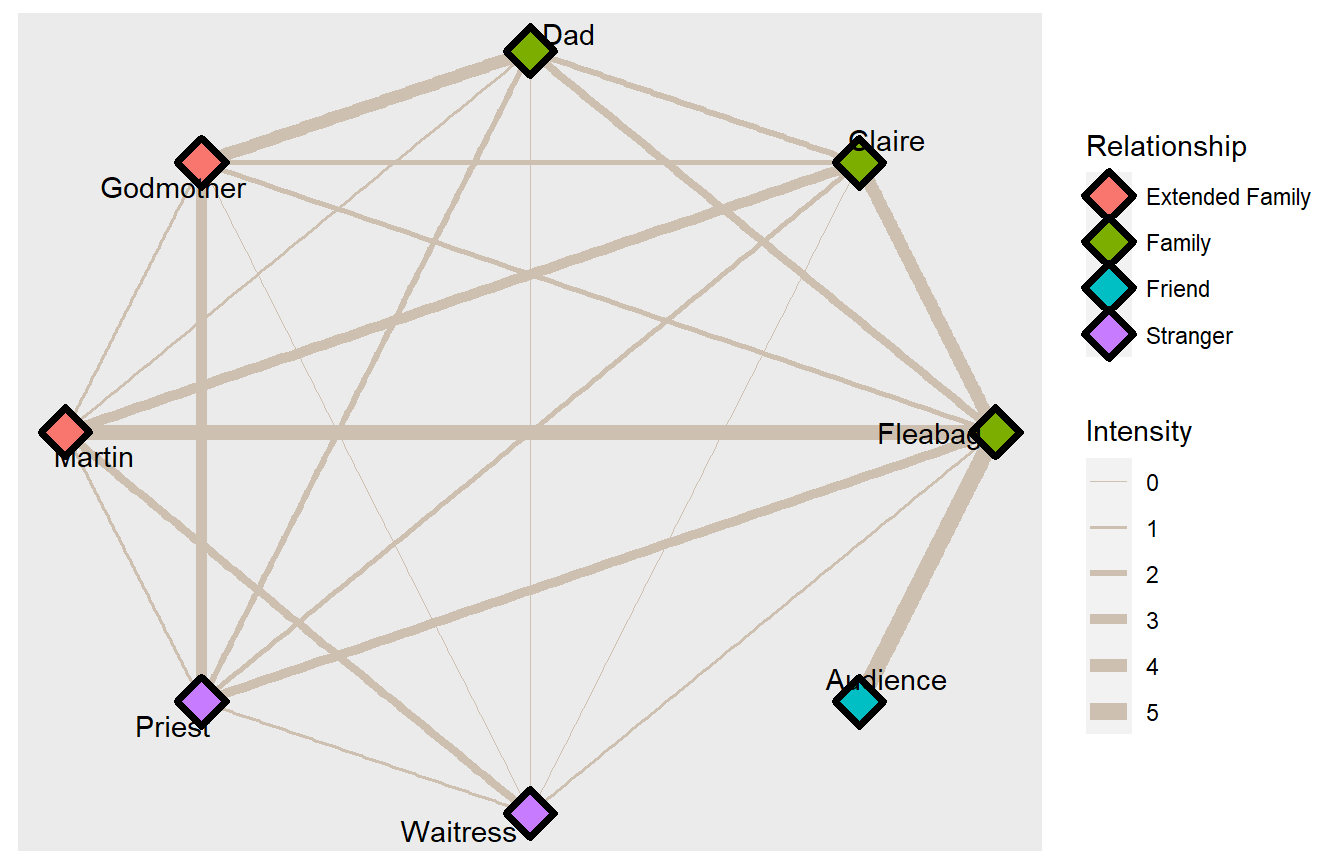 Dad
Claire
Godmother
Fleabag
Martin
Audience
Priest
Waitress
Relationship
Extended Family
Family
Friend
Stranger
Intensity
0
1
2
3
4
5